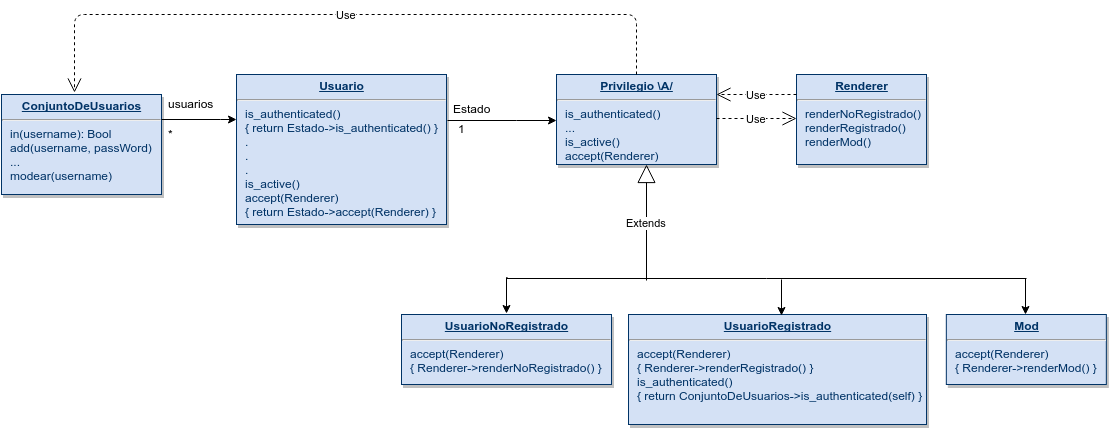 Use
ConjuntoDeUsuarios
in(username): Bool
add(username, passWord)
...
modear(username)
usuarios
*
Usuario
is_authenticated()
{ return Estado->is_authenticated() }
.
.
.
is_active()
accept(Renderer)
{ return Estado->accept(Renderer) }
Estado
1
Privilegio \A/
is_authenticated()
...
is_active()
accept(Renderer)
Use
Use
Renderer
renderNoRegistrado()
renderRegistrado()
renderMod()
Extends
UsuarioNoRegistrado
accept(Renderer)
{ Renderer->renderNoRegistrado() }
UsuarioRegistrado
accept(Renderer)
{ Renderer->renderRegistrado() }
is_authenticated()
{ return ConjuntoDeUsuarios->is_authenticated(self) }
Mod
accept(Renderer)
{ Renderer->renderMod() }